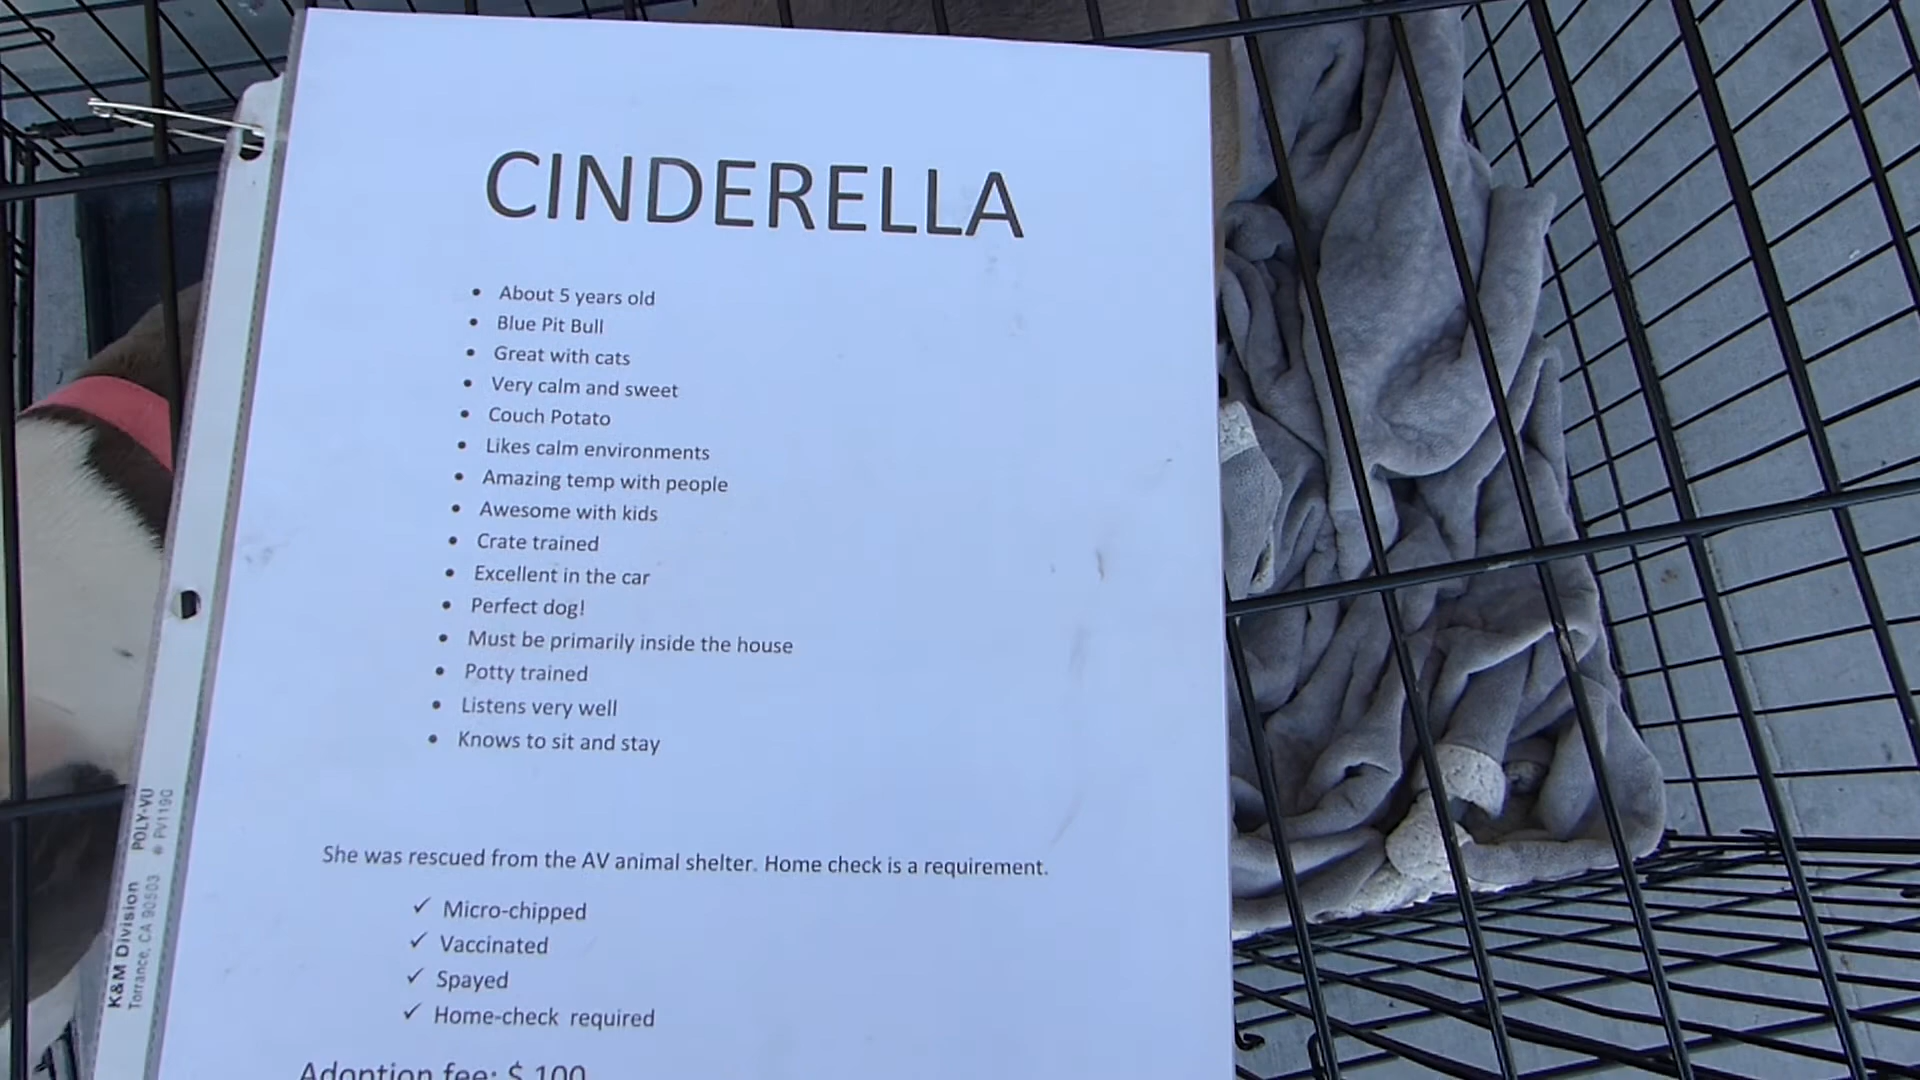 CINDERELLA
• About 5 years old
• Blue Pit Bull
• Great with cats
• Very calm and sweet
• Couch Potato
• Likes calm environments
• Amazing temp with people
• Awesome with kids
• Crate trained
• Excellent in the car
• Perfect dog!
• Must be primarily inside the house
• Potty trained
• Listens very well
• Knows to sit and stay
She was rescued from the AV animal shelter. Home check is a requirement.
✓ Micro-chipped
✓ Vaccinated
✓ Spayed
✓ Home-check required
Adoption fee: $ 100
K&M Division POLY-VU
Torrance, CA 90503 # PV119C